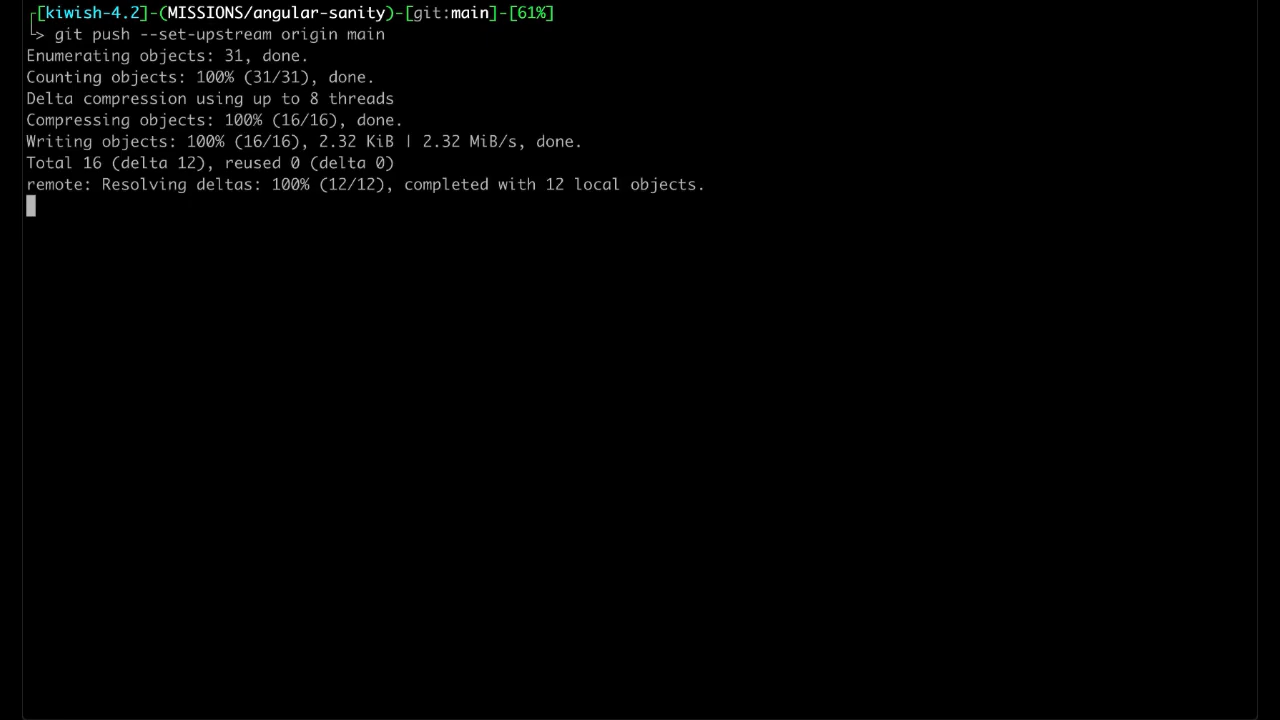 ┌[kiwish-4.2]-(MISSIONS/angular-sanity)-[git:main]-[61%]
└> git push --set-upstream origin main
Enumerating objects: 31, done.
Counting objects: 100% (31/31), done.
Delta compression using up to 8 threads
Compressing objects: 100% (16/16), done.
Writing objects: 100% (16/16), 2.32 KiB | 2.32 MiB/s, done.
Total 16 (delta 12), reused 0 (delta 0)
remote: Resolving deltas: 100% (12/12), completed with 12 local objects.